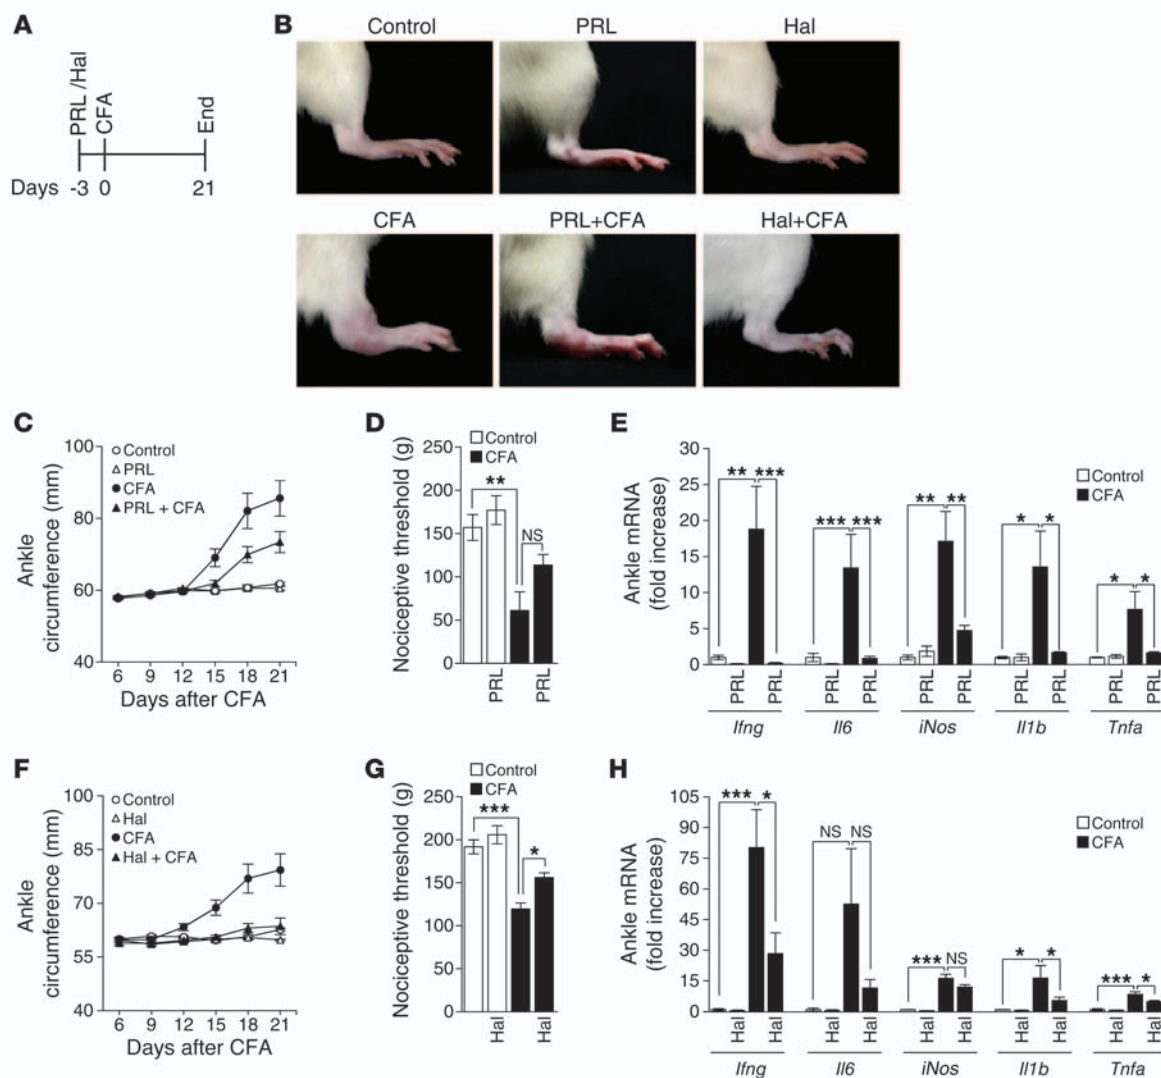 A
PRL /Hal
CFA
End
Days -3 0 21
B
Control PRL Hal
CFA PRL+CFA Hal+CFA
C
Ankle
circumference (mm)
100
80
60
40
Control
PRL
CFA
PRL + CFA
6 9 12 15 18 21
Days after CFA
D
Nociceptive threshold (g)
250
200
150
100
50
0
Control
CFA
**
NS
PRL PRL
E
Ankle mRNA
(fold increase)
30
25
20
15
10
5
0
Control
CFA
** ***
*** ***
** **
* *
* *
PRL PRL PRL PRL PRL PRL PRL PRL PRL PRL
Ifng Il6 iNos Il1b Tnfa
F
Ankle
circumference (mm)
100
85
70
55
40
Control
Hal
CFA
Hal + CFA
6 9 12 15 18 21
Days after CFA
G
Nociceptive threshold (g)
250
200
150
100
50
0
Control
CFA
***
*
Hal Hal
H
Ankle mRNA
(fold increase)
105
90
75
60
45
30
15
0
Control
CFA
*** *
NS NS
*** NS
* *
*** *
Hal Hal Hal Hal Hal Hal Hal Hal Hal Hal
Ifng Il6 iNos Il1b Tnfa